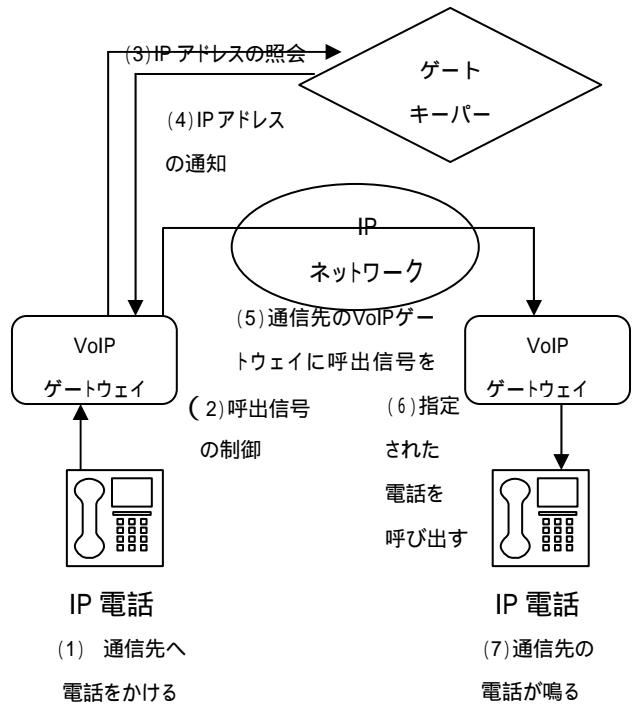 (3)IP アドレスの照会
ゲート
キーパー
(4)IPアドレス
の通知
IP
ネットワーク
(5)通信先のVoIPゲー
トウェイに呼出信号を
VoIP
ゲートウェイ
VoIP
ゲートウェイ
(2)呼出信号
の制御
(6)指定
された
電話を
呼び出す
IP 電話
(1) 通信先へ
電話をかける
IP 電話
(7)通信先の
電話が鳴る